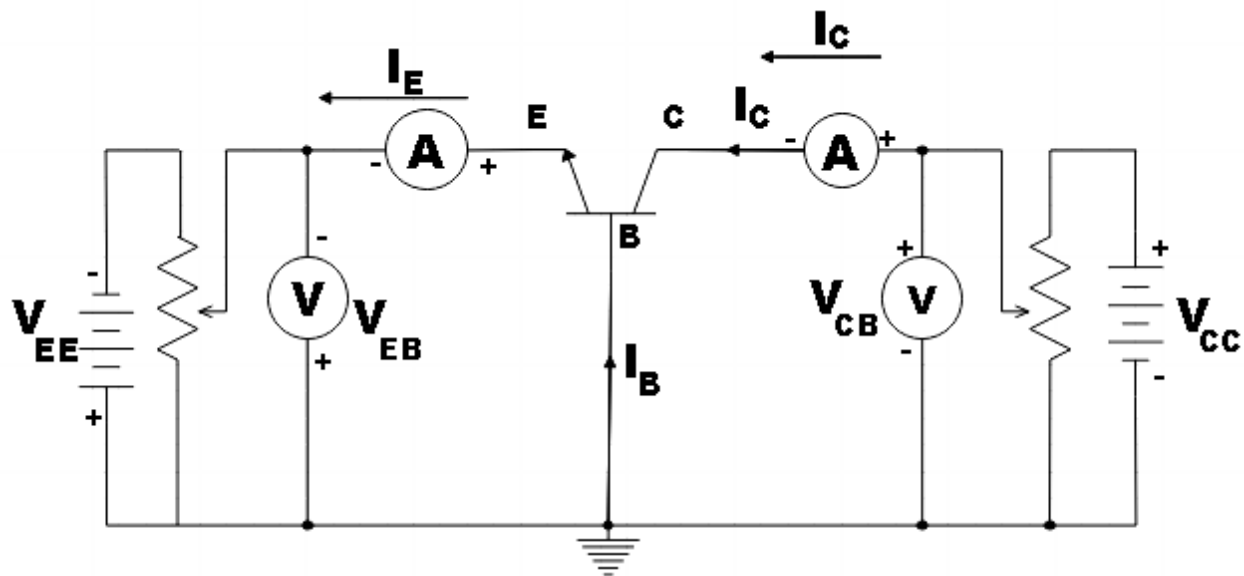 I_C
I_E
E
C
I_C
-
A
+
-
A
+
B
-
-
V
V_EE
V_EB
+
+
I_B
+
V
V_CB
-
+
V_CC
-